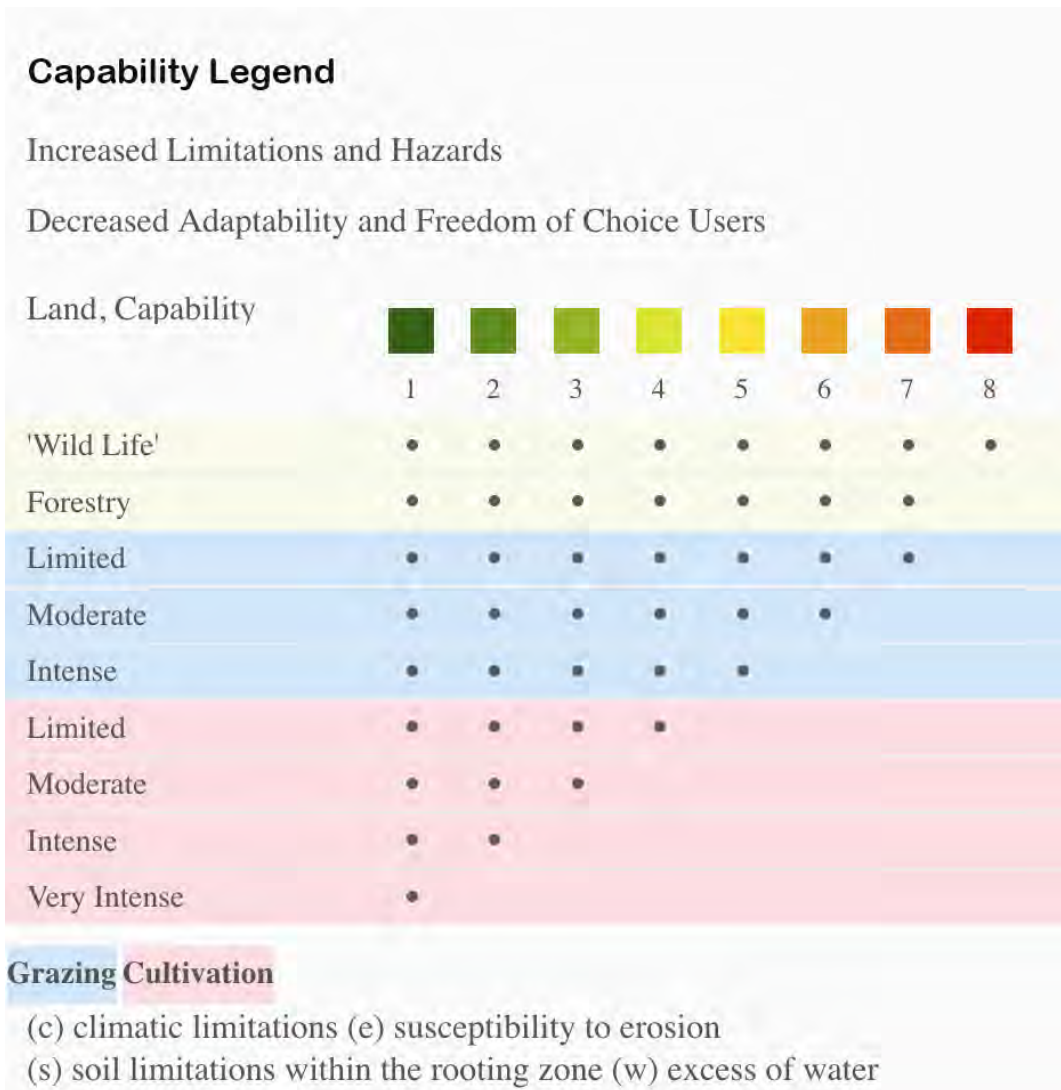 Capability Legend
Increased Limitations and Hazards
Decreased Adaptability and Freedom of Choice Users
Land, Capability
1 2 3 4 5 6 7 8
'Wild Life'
Forestry
Limited
Moderate
Intense
Limited
Moderate
Intense
Very Intense
Grazing Cultivation
(c) climatic limitations (e) susceptibility to erosion
(s) soil limitations within the rooting zone (w) excess of water